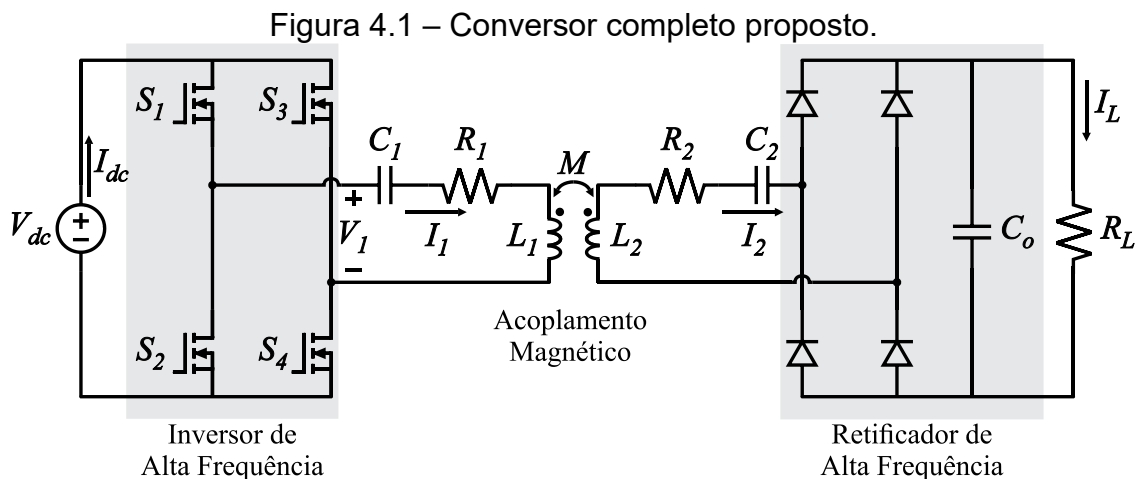 Figura 4.1 – Conversor completo proposto.
S1
S3
C1
R1
M
R2
C2
IL
Idc
Vdc
+
−
+
V1
−
I1
L1
L2
I2
Co
RL
S2
S4
Acoplamento
Magnético
Inversor de
Alta Frequência
Retificador de
Alta Frequência